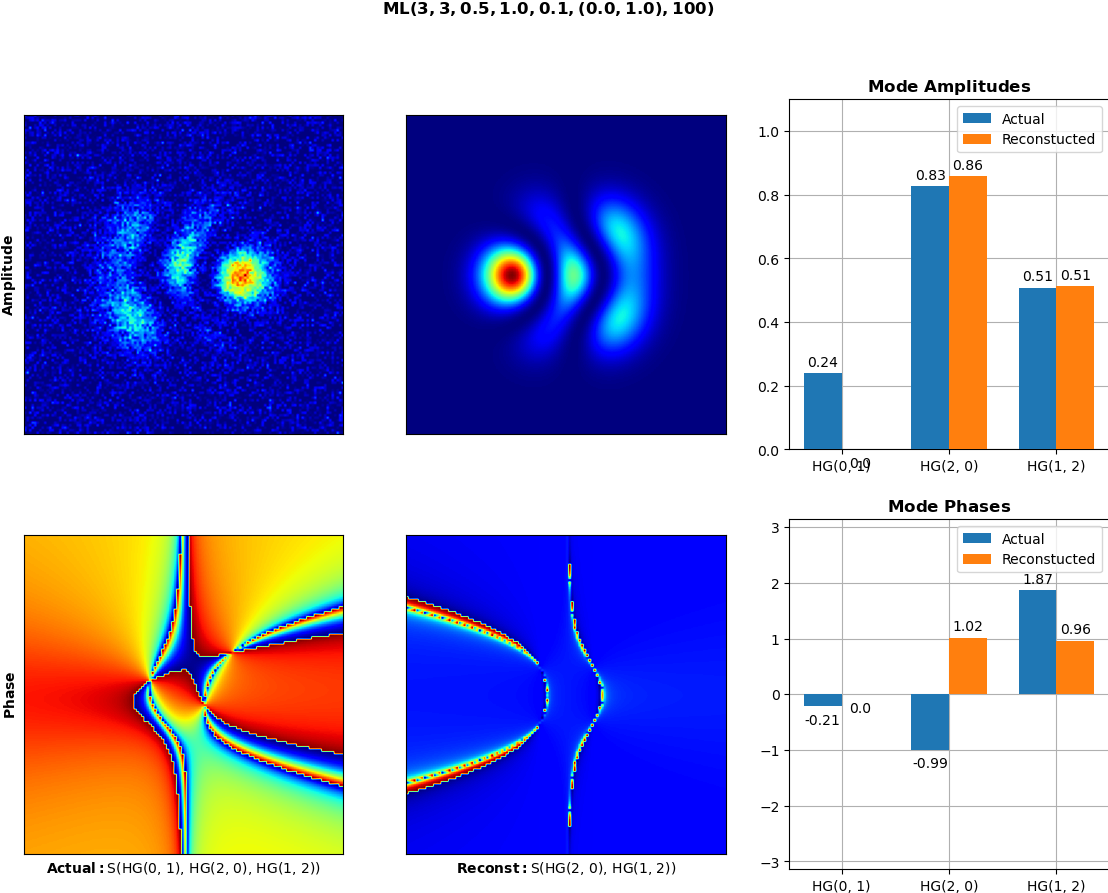 ML(3, 3, 0.5, 1.0, 0.1, (0.0, 1.0), 100)
Amplitude
Mode Amplitudes
Actual
Reconstucted
1.0
0.8
0.6
0.4
0.2
0.0
0.24
0.0
0.83
0.86
0.51
0.51
HG(0, 1)
HG(2, 0)
HG(1, 2)
Phase
Actual: S(HG(0, 1), HG(2, 0), HG(1, 2))
Reconst: S(HG(2, 0), HG(1, 2))
Mode Phases
Actual
Reconstucted
3
2
1
0
−1
−2
−3
-0.21
0.0
-0.99
1.02
1.87
0.96
HG(0, 1)
HG(2, 0)
HG(1, 2)